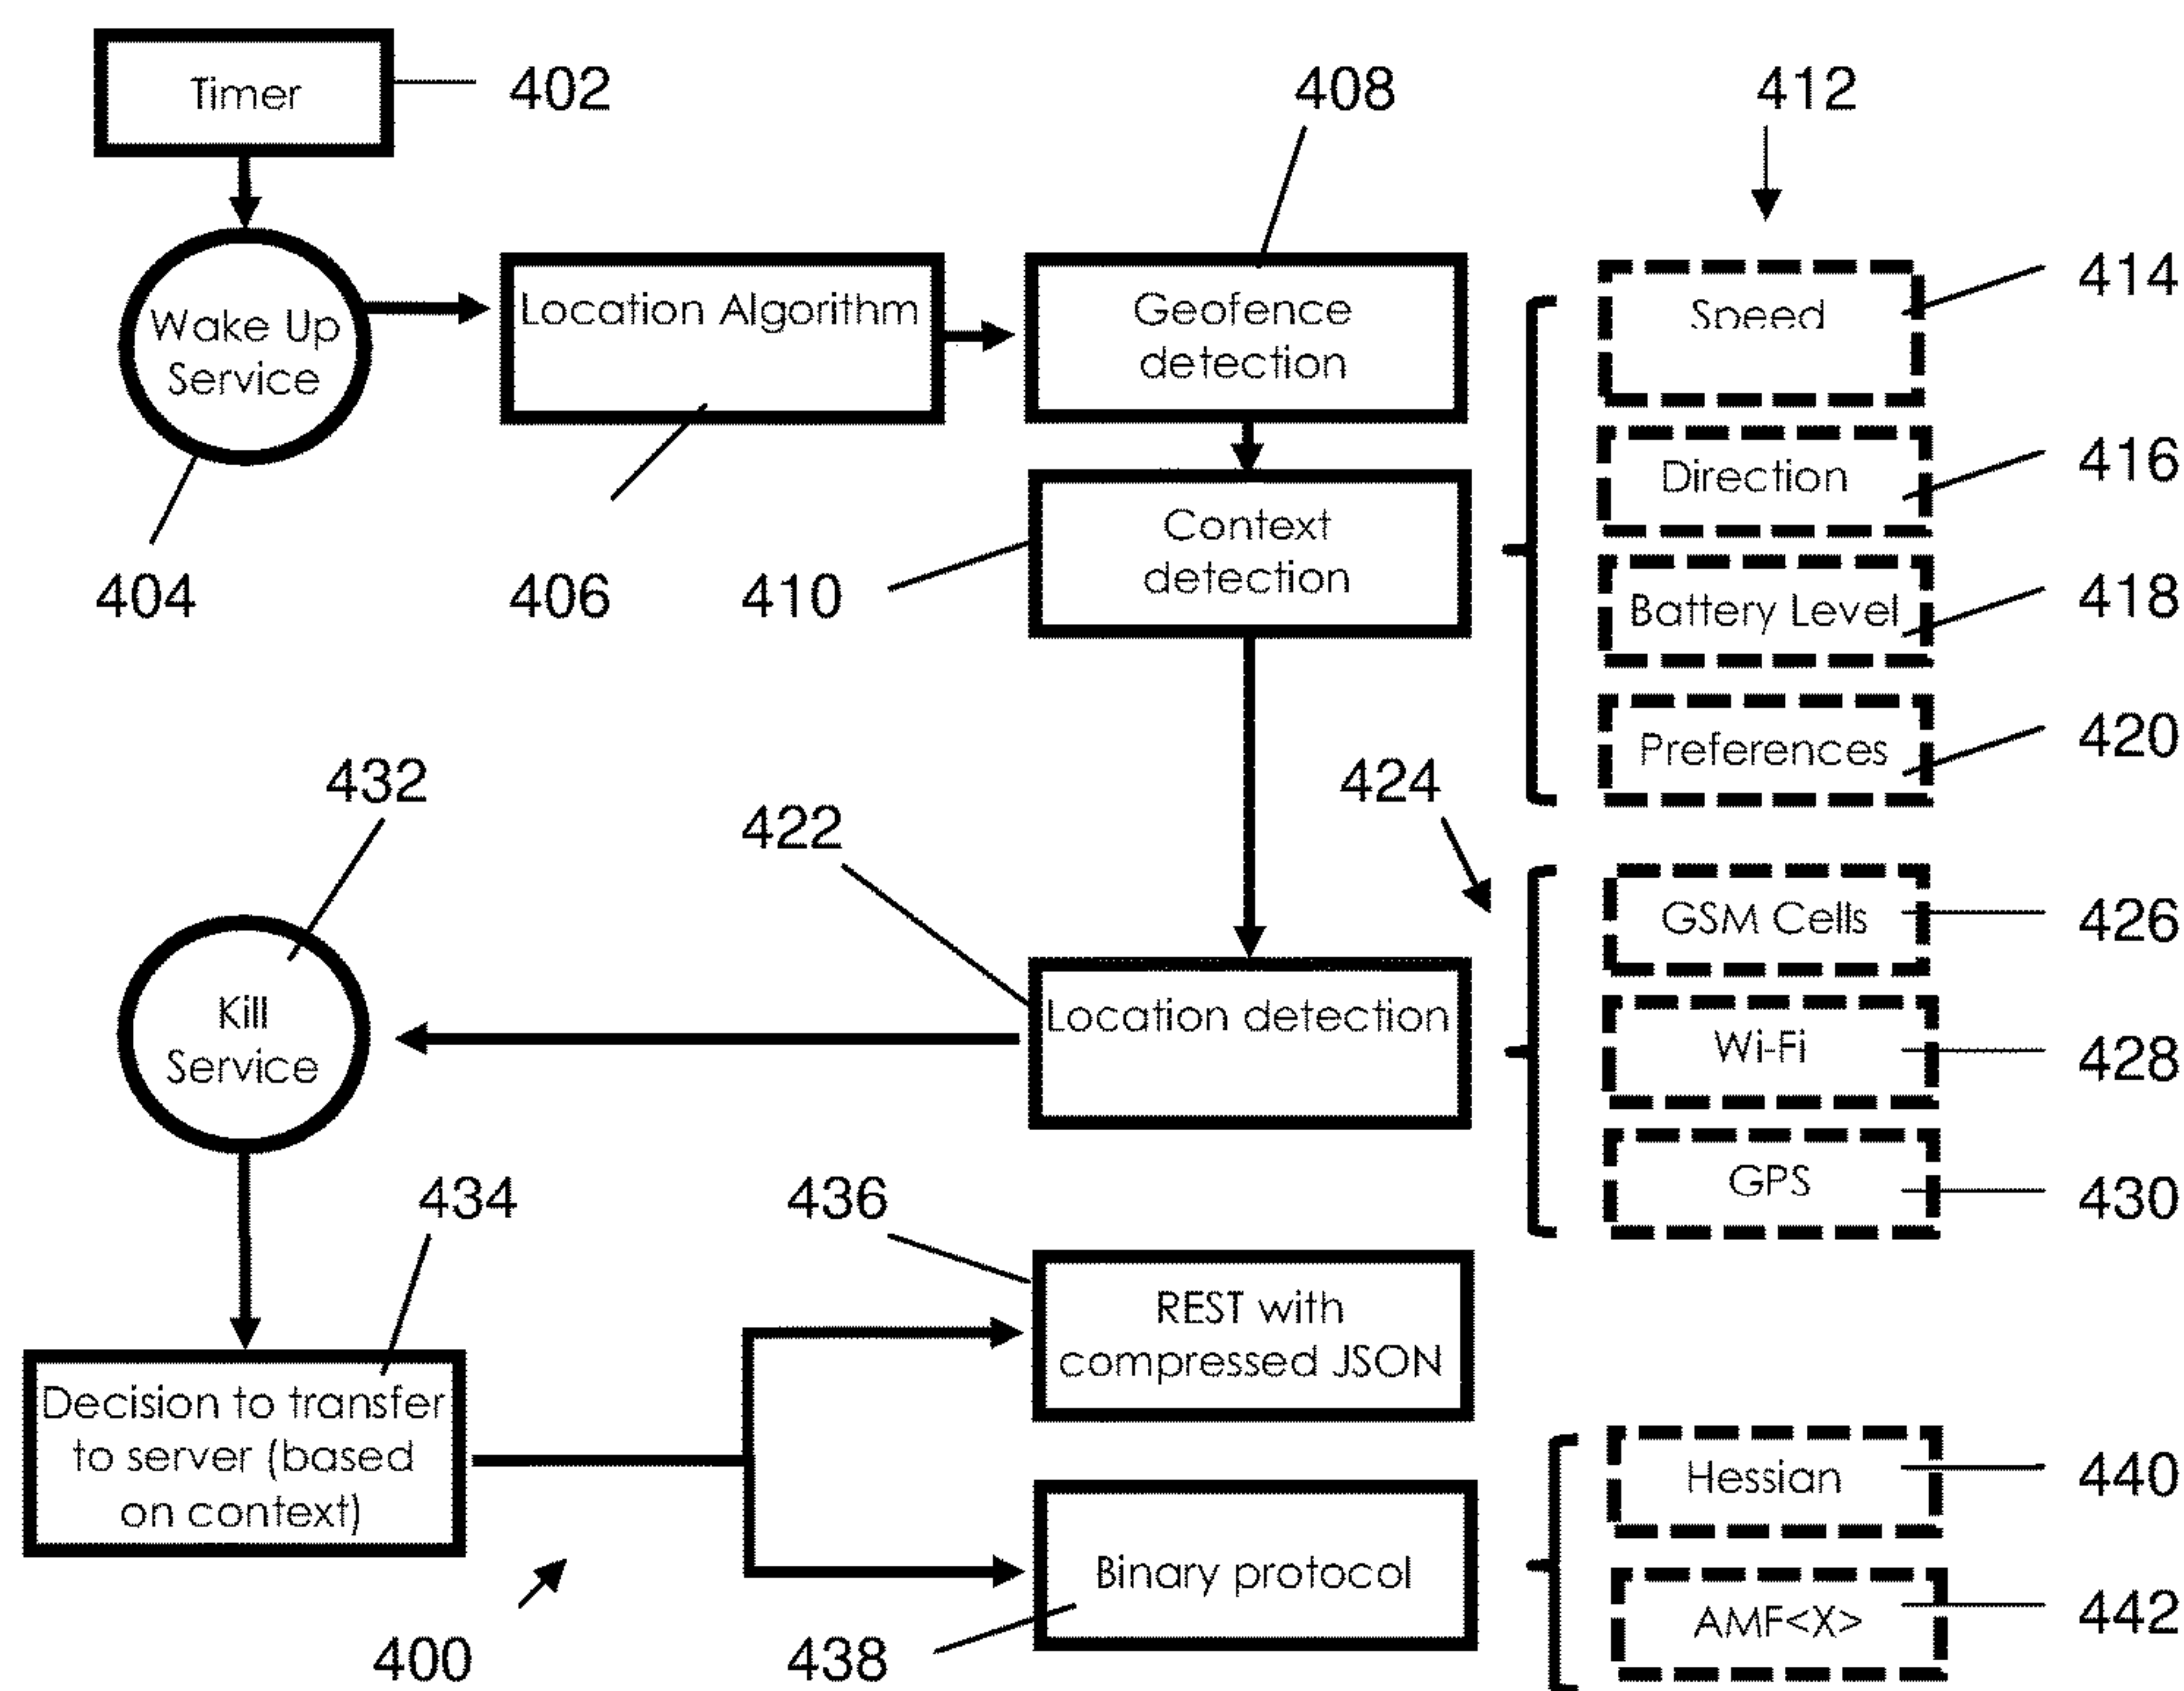 Timer
402
408
412
Wake Up
Service
404
Location Algorithm
406
Geofence
detection
Context
detection
410
Speed
414
Direction
416
Battery Level
418
Preferences
420
432
422
424
Kill
Service
Location detection
GSM Cells
426
Wi-Fi
428
GPS
430
434
436
Decision to transfer
to server (based
on context)
REST with
compressed JSON
Binary protocol
438
400
Hessian
440
AMF<X>
442